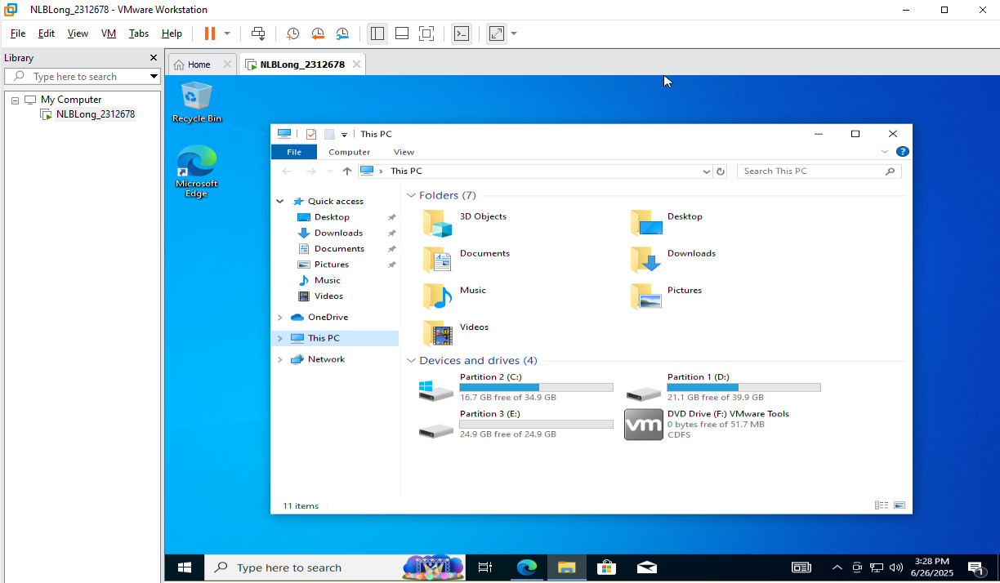 NLBLong_2312678 - VMware Workstation
File Edit View VM Tabs Help
Library
Type here to search
My Computer
NLBLong_2312678
Home
NLBLong_2312678
Recycle Bin
Microsoft
Edge
This PC
File Computer View
This PC
Search This PC
Quick access
Desktop
Downloads
Documents
Pictures
Music
Videos
OneDrive
This PC
Network
Folders (7)
3D Objects
Desktop
Documents
Downloads
Music
Pictures
Videos
Devices and drives (4)
Partition 2 (C:)
16.7 GB free of 34.9 GB
Partition 1 (D:)
21.1 GB free of 39.9 GB
Partition 3 (E:)
24.9 GB free of 24.9 GB
vm
DVD Drive (F:) VMware Tools
0 bytes free of 51.7 MB
CDFS
11 items
Type here to search
3:28 PM
6/26/2025
1